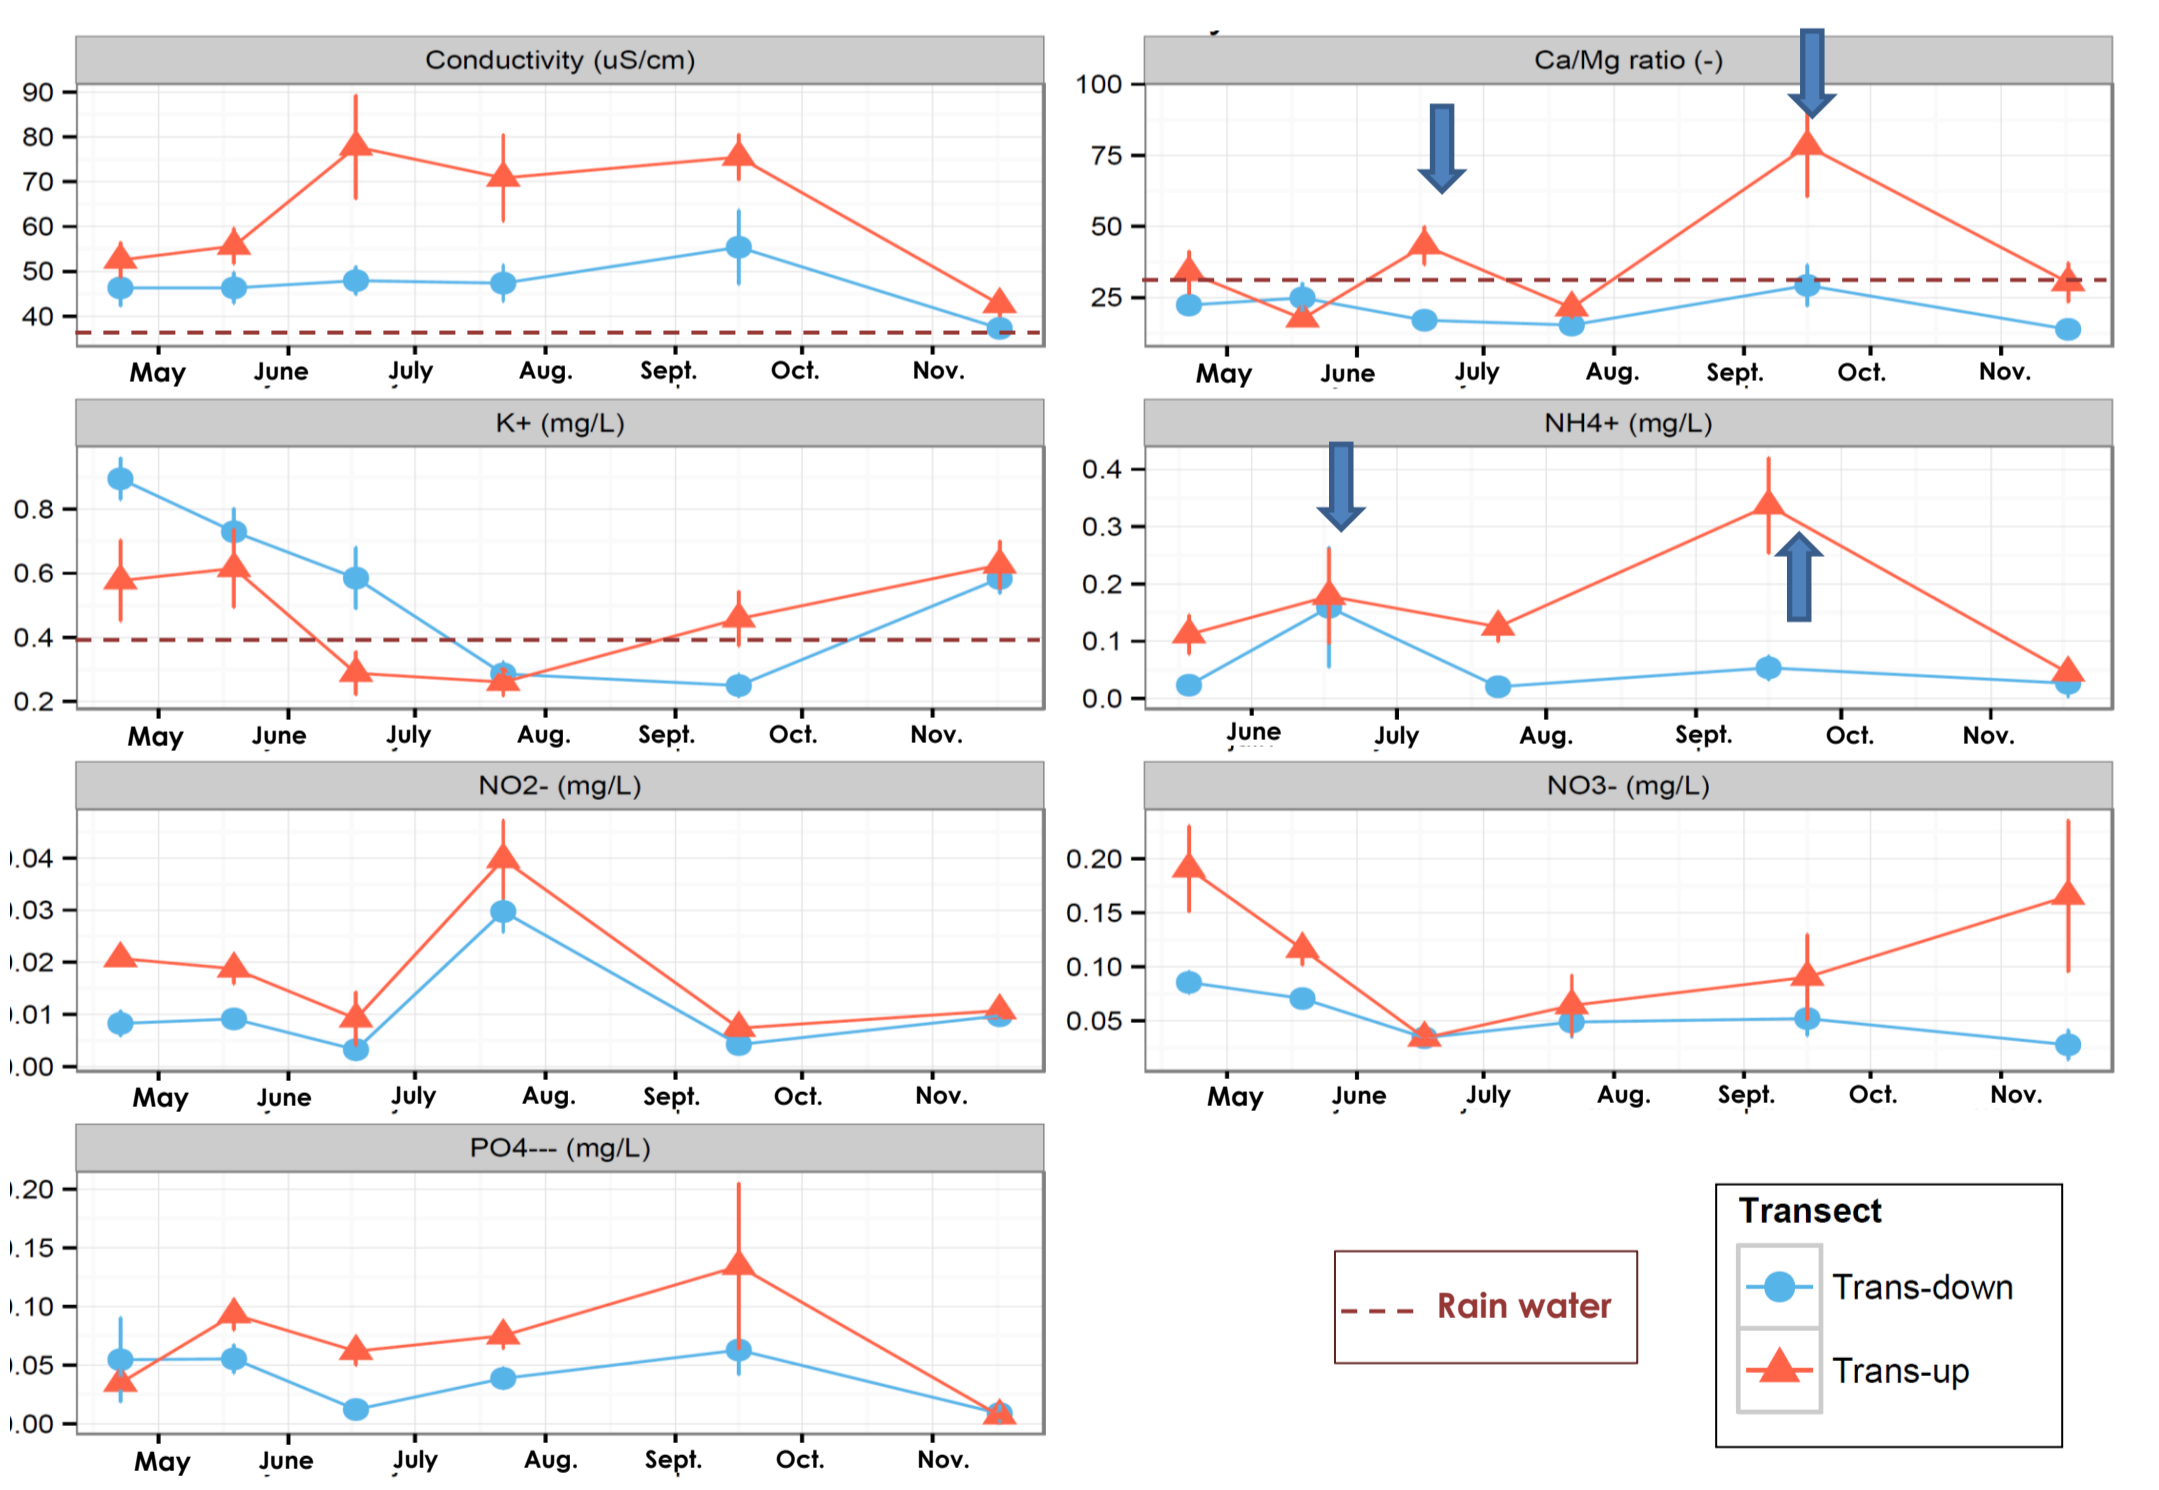 Conductivity (uS/cm)
90
80
70
60
50
40
May June July Aug. Sept. Oct. Nov.
Ca/Mg ratio (-)
100
75
50
25
May June July Aug. Sept. Oct. Nov.
K+ (mg/L)
0.8
0.6
0.4
0.2
May June July Aug. Sept. Oct. Nov.
NH4+ (mg/L)
0.4
0.3
0.2
0.1
0.0
June July Aug. Sept. Oct. Nov.
NO2- (mg/L)
.04
.03
.02
.01
.00
May June July Aug. Sept. Oct. Nov.
NO3- (mg/L)
0.20
0.15
0.10
0.05
May June July Aug. Sept. Oct. Nov.
PO4--- (mg/L)
.20
.15
.10
.05
.00
May June July Aug. Sept. Oct. Nov.
Rain water
Transect
Trans-down
Trans-up